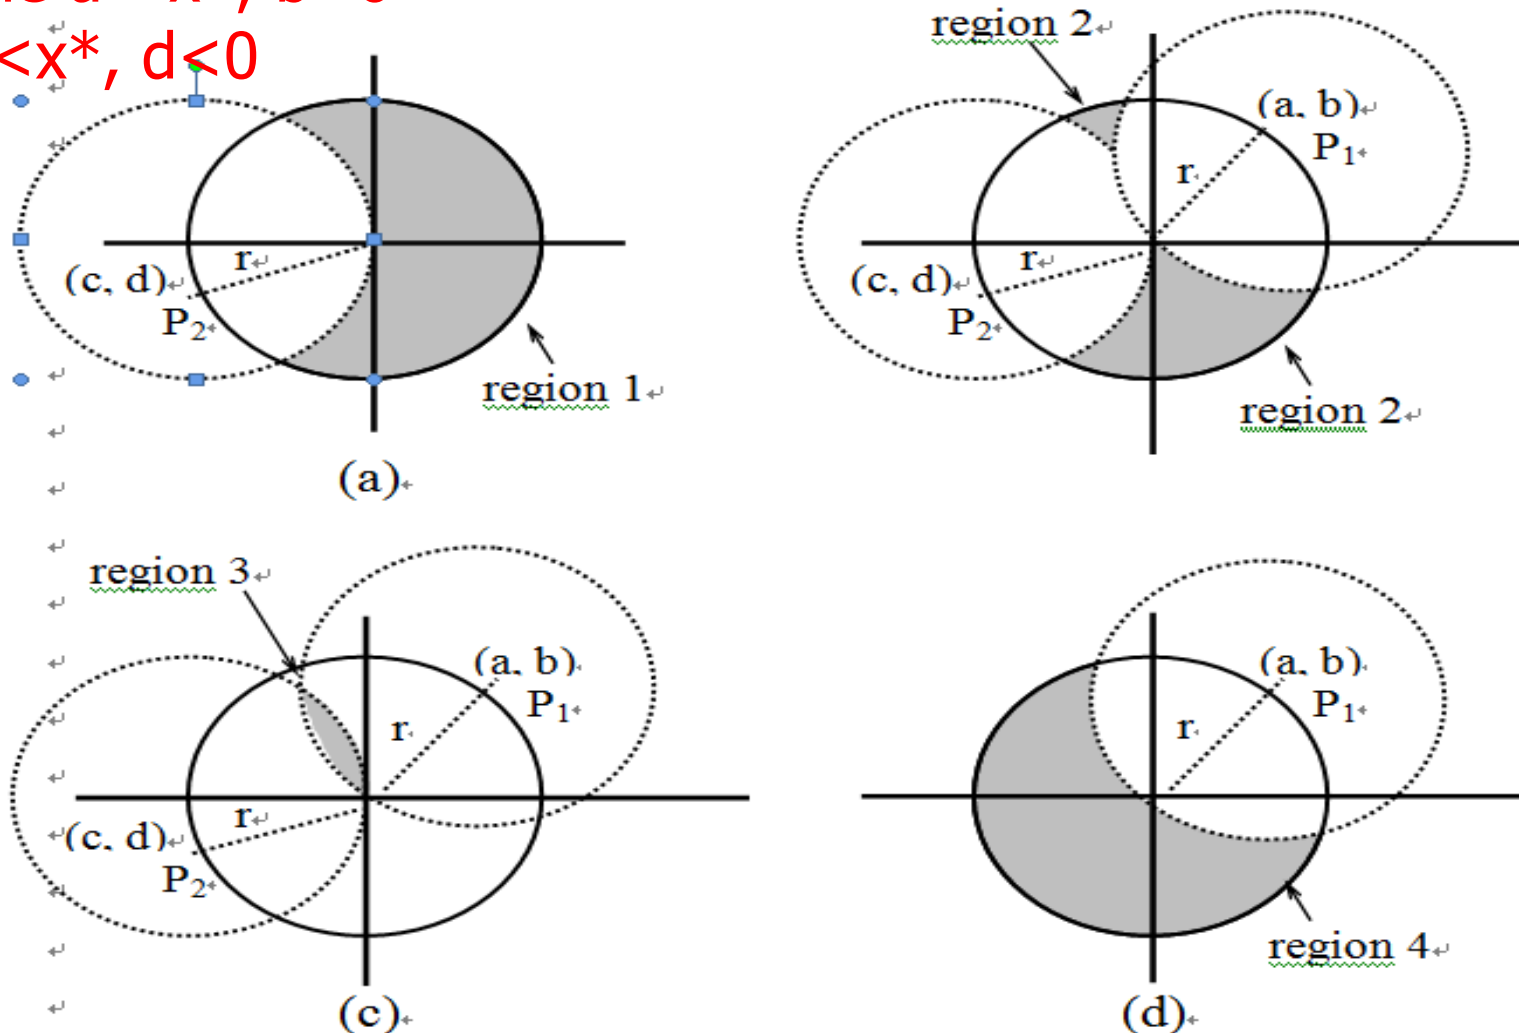 <x*, d<0
region 2
(a, b)
P1
r
(c, d)
P2
r
region 1
(a)
r
(c, d)
P2
region 2
region 3
(a, b)
P1
r
r
(c, d)
P2
(c)
(a, b)
P1
r
region 4
(d)